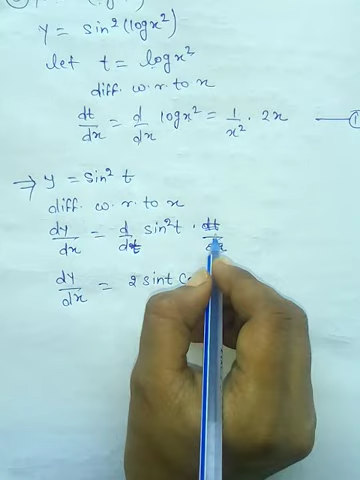 y = sin² (log x²)
let t = log x²
diff. w. r. to x
dt/dx = d/dx log x² = 1/x² · 2x — ①
⇒ y = sin² t
diff w. r. to x
dy/dx = d/dt sin² t · dt/dx
dy/dx = 2 sin t